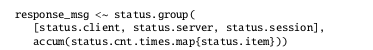 response_msg <~ status.group(
[status.client, status.server, status.session],
accum(status.cnt.times.map{status.item}))